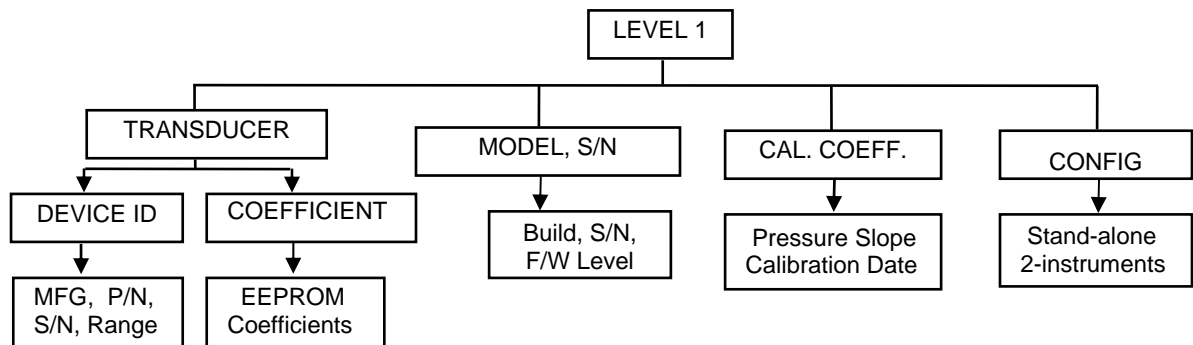 LEVEL 1
TRANSDUCER
MODEL, S/N
CAL. COEFF.
CONFIG
DEVICE ID
COEFFICIENT
Build, S/N,
F/W Level
Pressure Slope
Calibration Date
Stand-alone
2-instruments
MFG, P/N,
S/N, Range
EEPROM
Coefficients